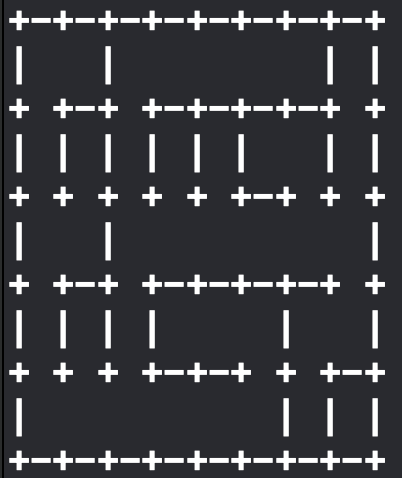 +-+-+-+-+-+-+-+-+
|   |         | |
+ +-+ +-+-+-+-+ +
| | | | | |   | |
+ + + + + +-+ + +
|   |           |
+ +-+ +-+-+-+-+ +
| | | |     |   |
+ + + +-+-+ + +-+
|           | | |
+-+-+-+-+-+-+-+-+